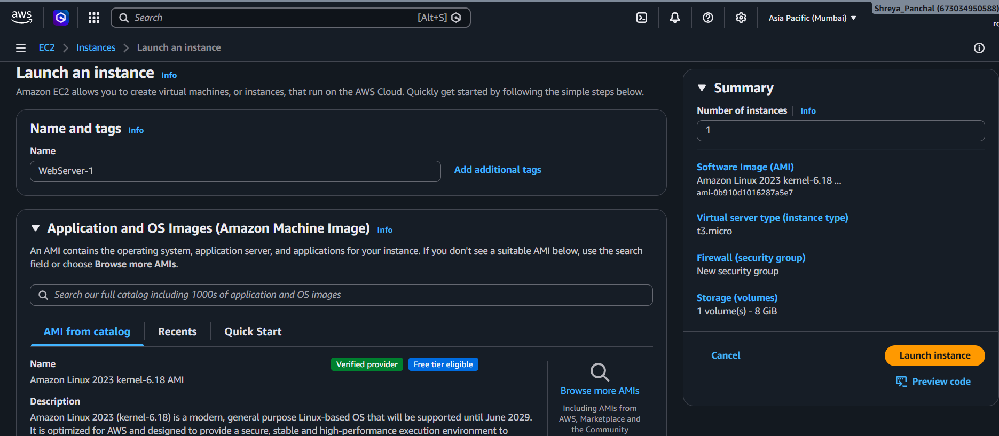 aws
Search
[Alt+S]
Asia Pacific (Mumbai)
Shreya_Panchal (673034950588)
EC2
Instances
Launch an instance
Launch an instance
Info
Amazon EC2 allows you to create virtual machines, or instances, that run on the AWS Cloud. Quickly get started by following the simple steps below.
Name and tags
Info
Name
WebServer-1
Add additional tags
Application and OS Images (Amazon Machine Image)
Info
An AMI contains the operating system, application server, and applications for your instance. If you don't see a suitable AMI below, use the search
field or choose Browse more AMIs.
Search our full catalog including 1000s of application and OS images
AMI from catalog
Recents
Quick Start
Name
Verified provider
Free tier eligible
Amazon Linux 2023 kernel-6.18 AMI
Description
Amazon Linux 2023 (kernel-6.18) is a modern, general purpose Linux-based OS that will be supported until June 2029.
It is optimized for AWS and designed to provide a secure, stable and high-performance execution environment to
Browse more AMIs
Including AMIs from
AWS, Marketplace and
the Community
Summary
Number of instances
Info
1
Software Image (AMI)
Amazon Linux 2023 kernel-6.18 ...
ami-0b910d1016287a5e7
Virtual server type (instance type)
t3.micro
Firewall (security group)
New security group
Storage (volumes)
1 volume(s) - 8 GiB
Cancel
Launch instance
Preview code